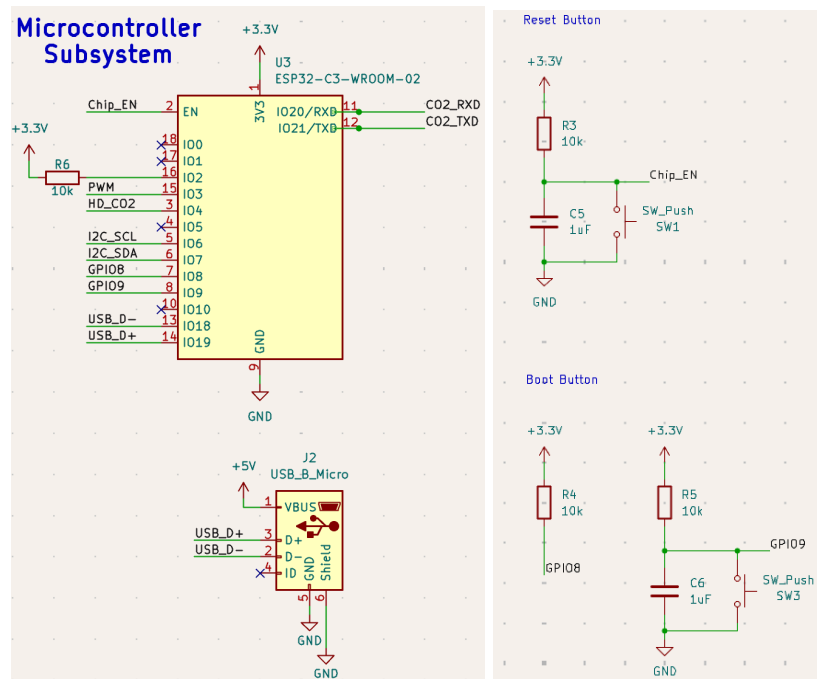 Microcontroller
Subsystem
+3.3V
U3
ESP32-C3-WROOM-02
1
3V3
Chip_EN 2 EN
IO20/RXD 11 CO2_RXD
IO21/TXD 12 CO2_TXD
+3.3V
R6
10k
18 IO0
17 IO1
16 IO2
PWM 15 IO3
HD_CO2 3 IO4
4 IO5
I2C_SCL 5 IO6
I2C_SDA 6 IO7
GPIO8 7 IO8
GPIO9 8 IO9
10 IO10
USB_D- 13 IO18
USB_D+ 14 IO19
GND
9
GND
J2
USB_B_Micro
+5V
1 VBUS
USB_D+ 3 D+
USB_D- 2 D-
4 ID
GND
Shield
5
6
GND
GND
Reset Button
+3.3V
R3
10k
Chip_EN
C5
1uF
SW_Push
SW1
GND
Boot Button
+3.3V
+3.3V
R4
10k
R5
10k
GPIO8
GPIO9
C6
1uF
SW_Push
SW3
GND